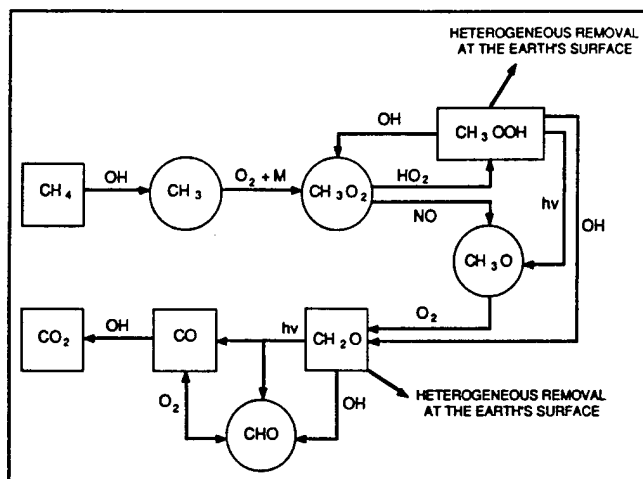 HETEROGENEOUS REMOVAL
AT THE EARTH'S SURFACE
OH
CH₃OOH
CH₄
OH
CH₃
O₂ + M
CH₃O₂
HO₂
NO
hν
OH
CH₃O
O₂
CO₂
OH
CO
hν
CH₂O
O₂
CHO
OH
HETEROGENEOUS REMOVAL
AT THE EARTH'S SURFACE